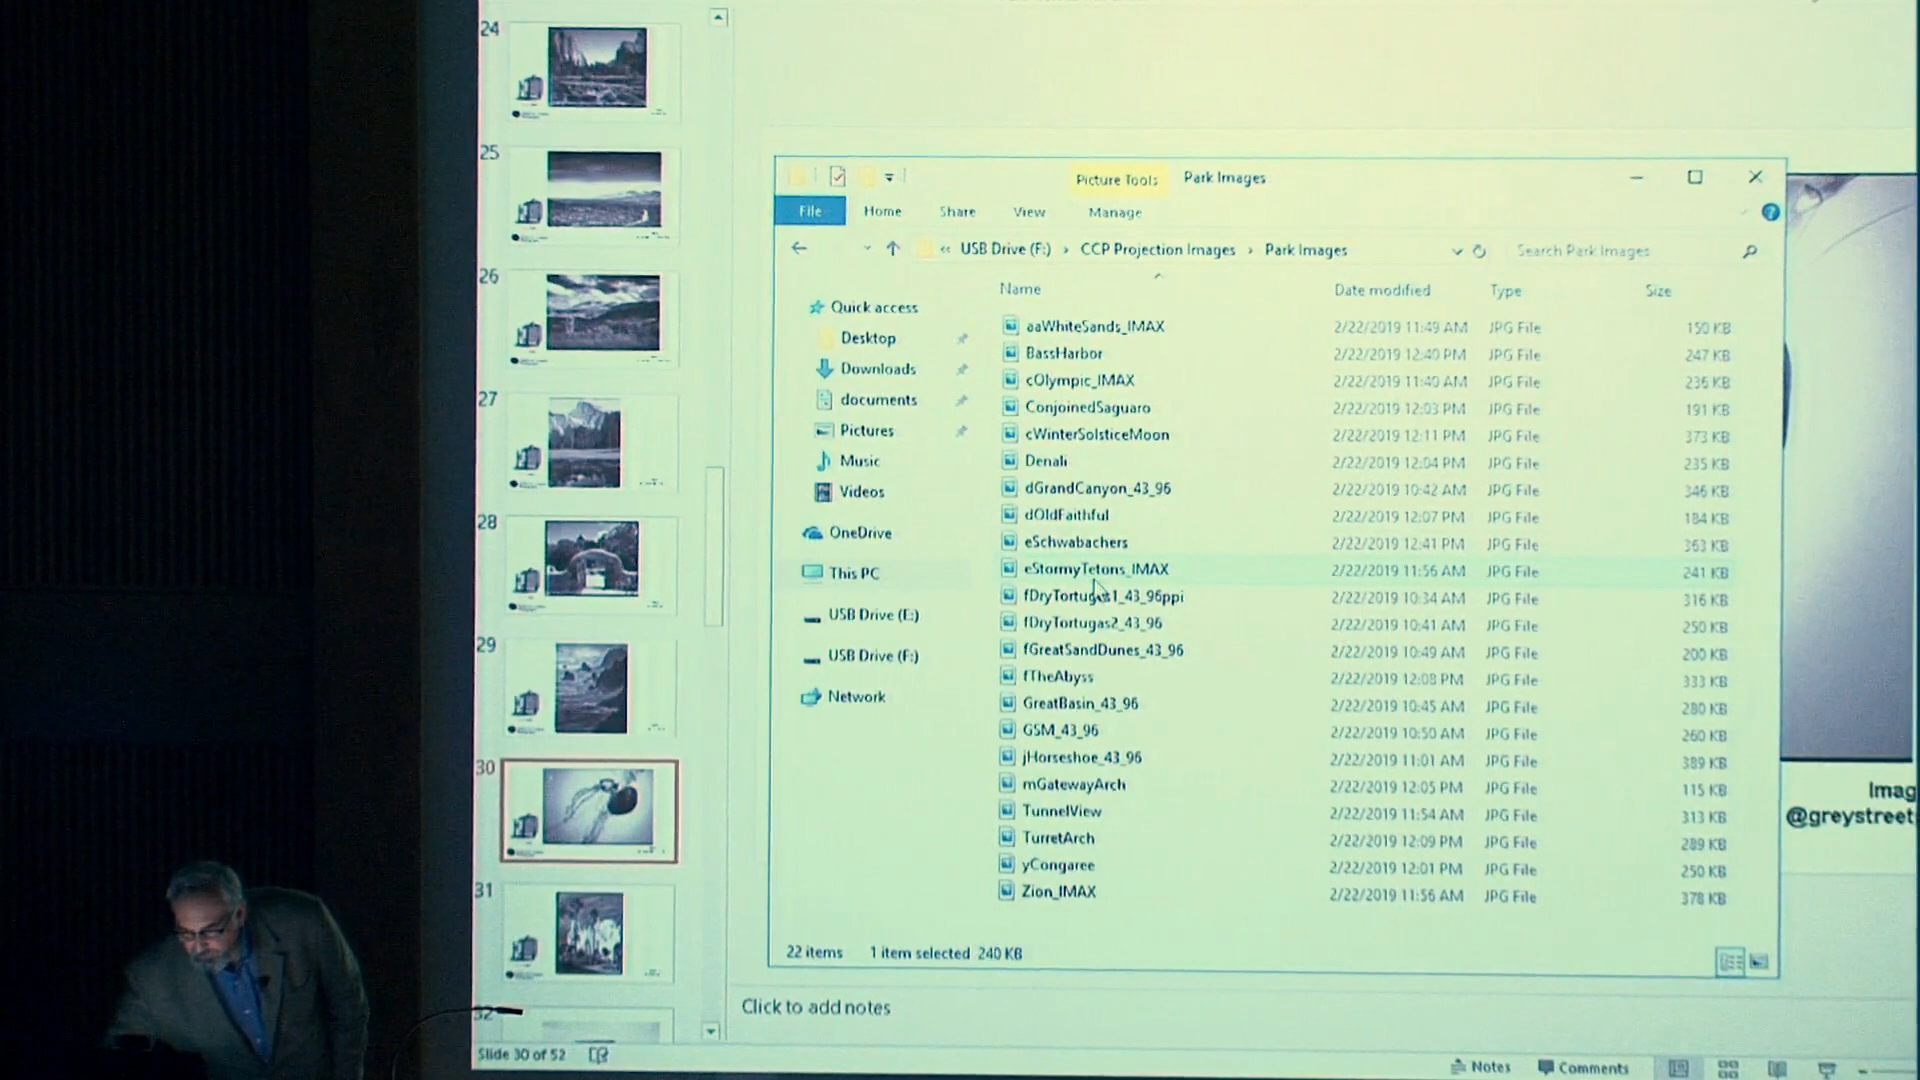 24
25
26
27
28
29
30
31
32
Slide 30 of 52
Picture Tools
Park Images
File
Home
Share
View
Manage
« USB Drive (F:) › CCP Projection Images › Park Images
Search Park Images
Quick access
Desktop
Downloads
documents
Pictures
Music
Videos
OneDrive
This PC
USB Drive (E:)
USB Drive (F:)
Network
Name Date modified Type Size
aaWhiteSands_IMAX 2/22/2019 11:49 AM JPG File 150 KB
BassHarbor 2/22/2019 12:40 PM JPG File 247 KB
cOlympic_IMAX 2/22/2019 11:40 AM JPG File 236 KB
ConjoinedSaguaro 2/22/2019 12:03 PM JPG File 191 KB
cWinterSolsticeMoon 2/22/2019 12:11 PM JPG File 373 KB
Denali 2/22/2019 12:04 PM JPG File 235 KB
dGrandCanyon_43_96 2/22/2019 10:42 AM JPG File 346 KB
dOldFaithful 2/22/2019 12:07 PM JPG File 184 KB
eSchwabachers 2/22/2019 12:41 PM JPG File 363 KB
eStormyTetons_IMAX 2/22/2019 11:56 AM JPG File 241 KB
fDryTortugas1_43_96ppi 2/22/2019 10:34 AM JPG File 316 KB
fDryTortugas2_43_96 2/22/2019 10:41 AM JPG File 250 KB
fGreatSandDunes_43_96 2/22/2019 10:49 AM JPG File 200 KB
fTheAbyss 2/22/2019 12:08 PM JPG File 333 KB
GreatBasin_43_96 2/22/2019 10:45 AM JPG File 280 KB
GSM_43_96 2/22/2019 10:50 AM JPG File 260 KB
jHorseshoe_43_96 2/22/2019 11:01 AM JPG File 389 KB
mGatewayArch 2/22/2019 12:05 PM JPG File 115 KB
TunnelView 2/22/2019 11:54 AM JPG File 313 KB
TurretArch 2/22/2019 12:09 PM JPG File 289 KB
yCongaree 2/22/2019 12:01 PM JPG File 250 KB
Zion_IMAX 2/22/2019 11:56 AM JPG File 378 KB
22 items 1 item selected 240 KB
Imag
@greystreet
Click to add notes
Notes
Comments